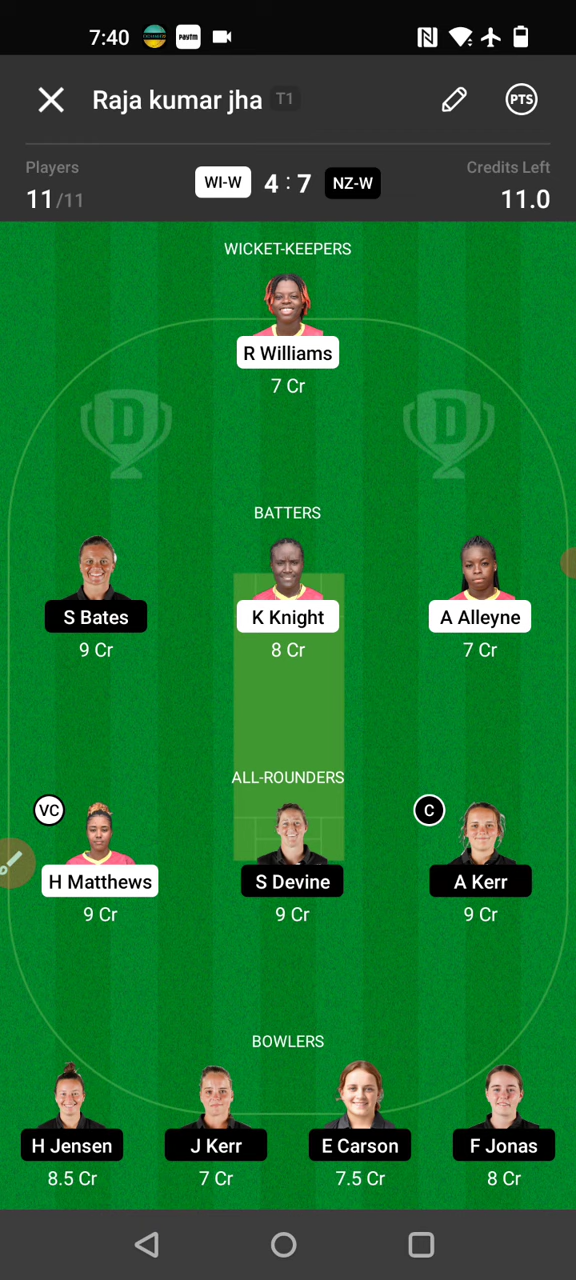 7:40
paytm
Raja kumar jha T1
PTS
Players
Credits Left
11/11
WI-W 4 : 7 NZ-W
11.0
WICKET-KEEPERS
R Williams
7 Cr
D D
BATTERS
S Bates K Knight A Alleyne
9 Cr 8 Cr 7 Cr
ALL-ROUNDERS
VC C
H Matthews S Devine A Kerr
9 Cr 9 Cr 9 Cr
BOWLERS
H Jensen J Kerr E Carson F Jonas
8.5 Cr 7 Cr 7.5 Cr 8 Cr